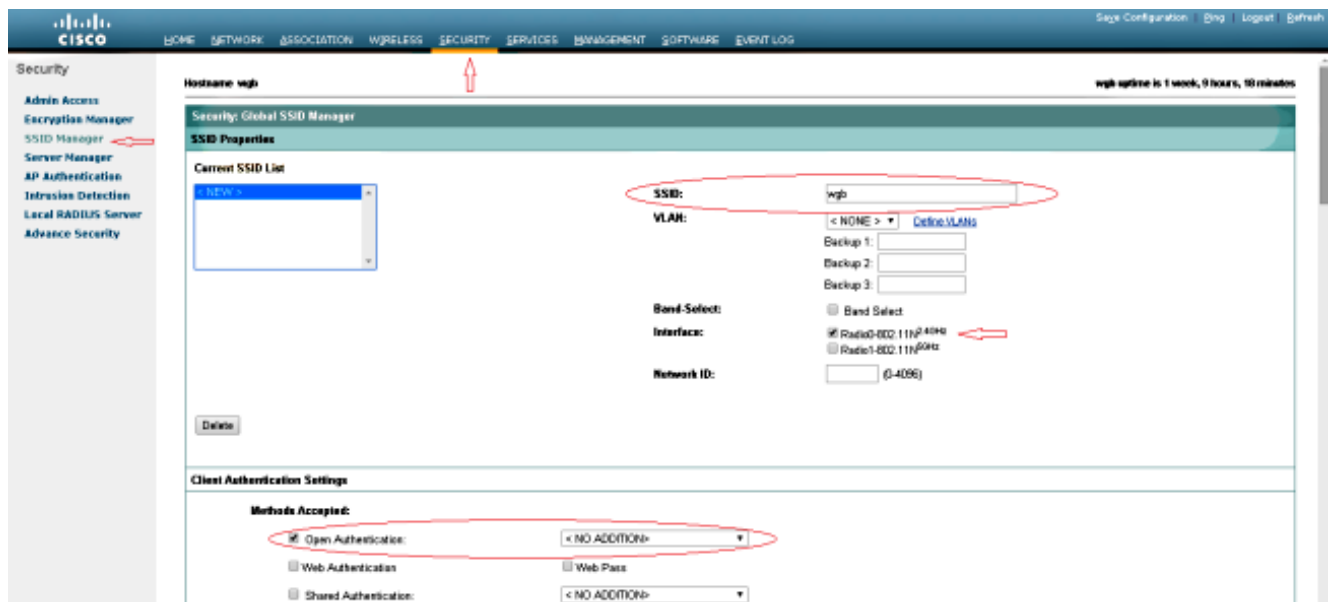 Save Configuration | Ping | Logout | Refresh
CISCO
HOME NETWORK ASSOCIATION WIRELESS SECURITY SERVICES MANAGEMENT SOFTWARE EVENT LOG
Security
Admin Access
Encryption Manager
SSID Manager
Server Manager
AP Authentication
Intrusion Detection
Local RADIUS Server
Advance Security
Hostname wgb
wgb uptime is 1 week, 9 hours, 18 minutes
Security: Global SSID Manager
SSID Properties
Current SSID List
< NEW >
SSID: wgb
VLAN: < NONE > Define VLANs
Backup 1:
Backup 2:
Backup 3:
Band-Select: Band Select
Interface: Radio0-802.11N2.4GHz
Radio1-802.11N5GHz
Network ID: (0-4096)
Delete
Client Authentication Settings
Methods Accepted:
Open Authentication: < NO ADDITION>
Web Authentication Web Pass
Shared Authentication: < NO ADDITION>